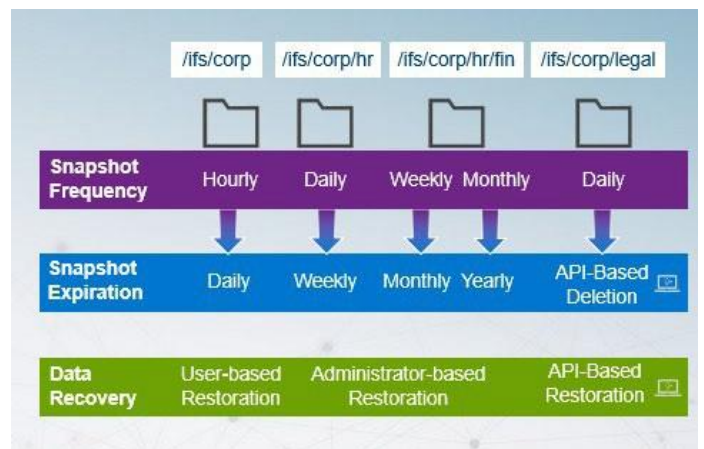 /ifs/corp /ifs/corp/hr /ifs/corp/hr/fin /ifs/corp/legal
Snapshot
Frequency
Hourly Daily Weekly Monthly Daily
Snapshot
Expiration
Daily Weekly Monthly Yearly
API-Based
Deletion
Data
Recovery
User-based
Restoration
Administrator-based
Restoration
API-Based
Restoration